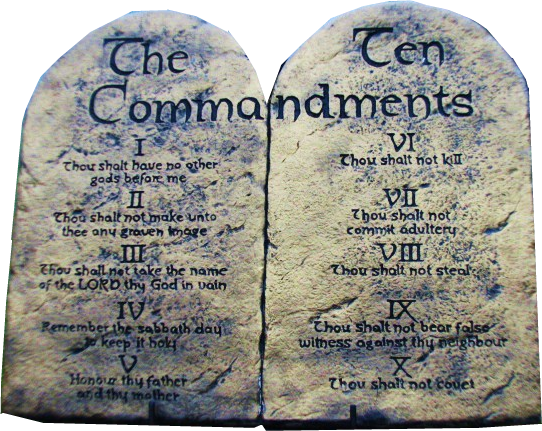 The Ten
Commandments
I
Thou shalt have no other
gods before me
II
Thou shalt not make unto
thee any graven image
III
Thou shalt not take the name
of the LORD thy God in vain
IV
Remember the sabbath day
to keep it holy
V
Honour thy father
and thy mother
VI
Thou shalt not kill
VII
Thou shalt not
commit adultery
VIII
Thou shalt not steal
IX
Thou shalt not bear false
witness against thy neighbour
X
Thou shalt not covet